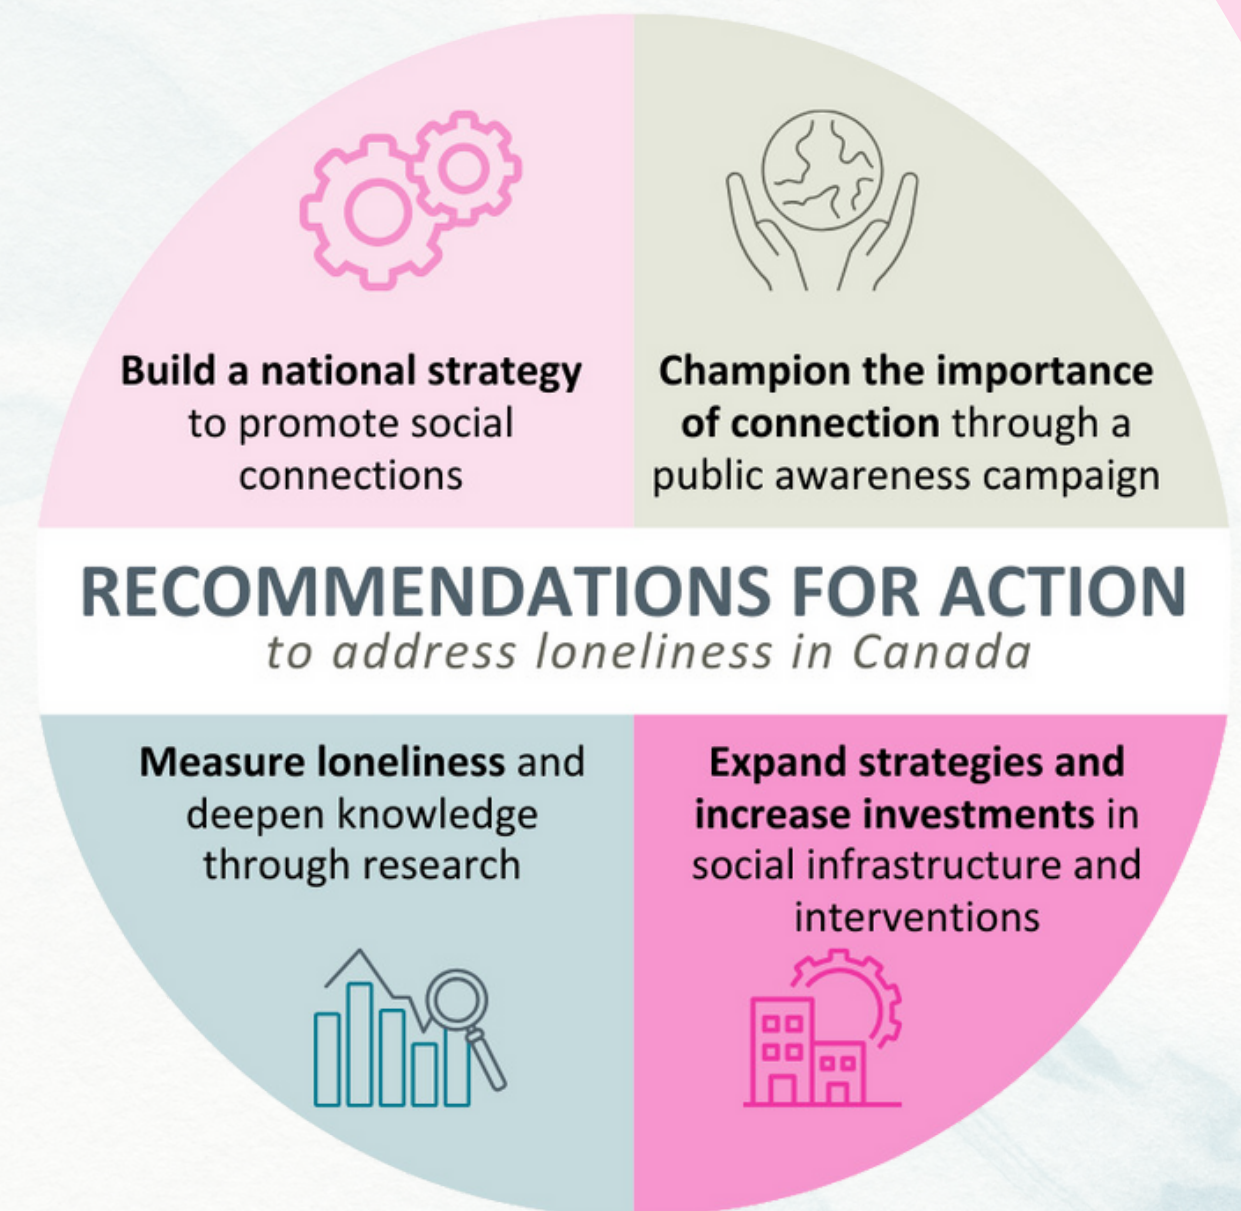 Build a national strategy
to promote social
connections
Champion the importance
of connection through a
public awareness campaign
RECOMMENDATIONS FOR ACTION
to address loneliness in Canada
Measure loneliness and
deepen knowledge
through research
Expand strategies and
increase investments in
social infrastructure and
interventions